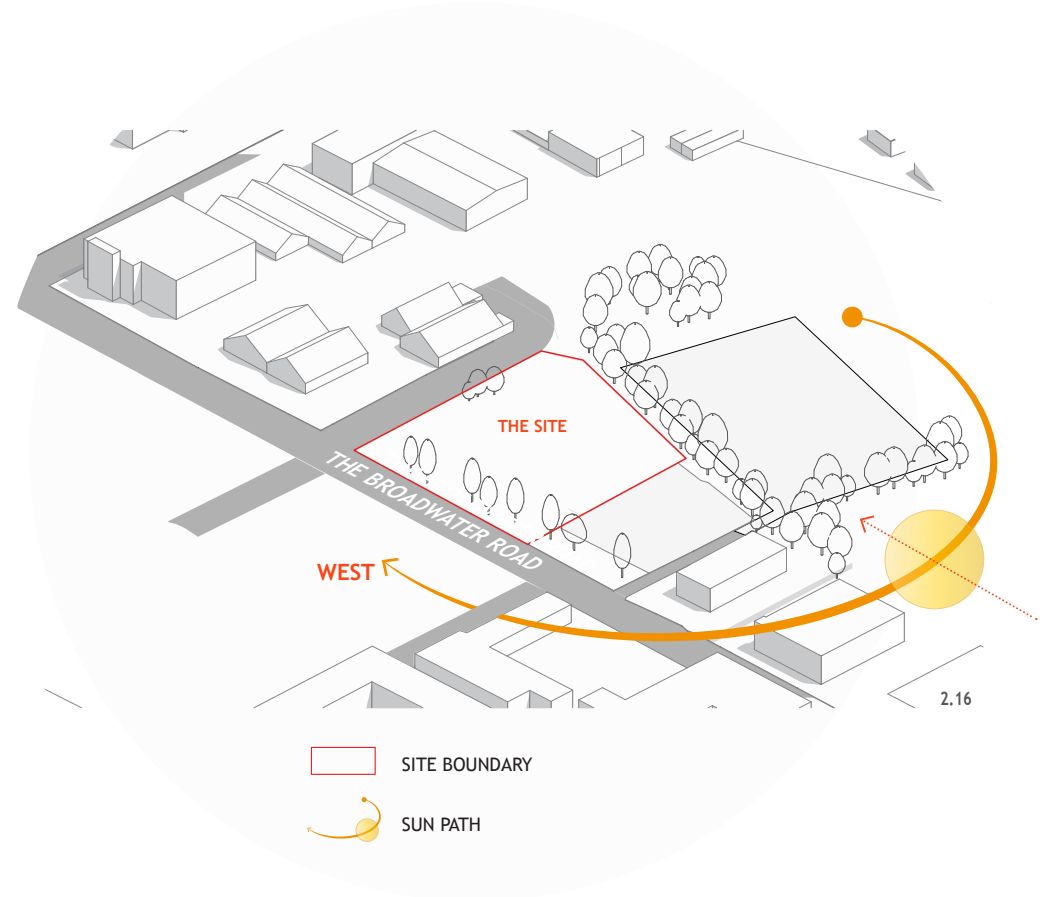 THE SITE
THE BROADWATER ROAD
WEST
2.16
SITE BOUNDARY
SUN PATH